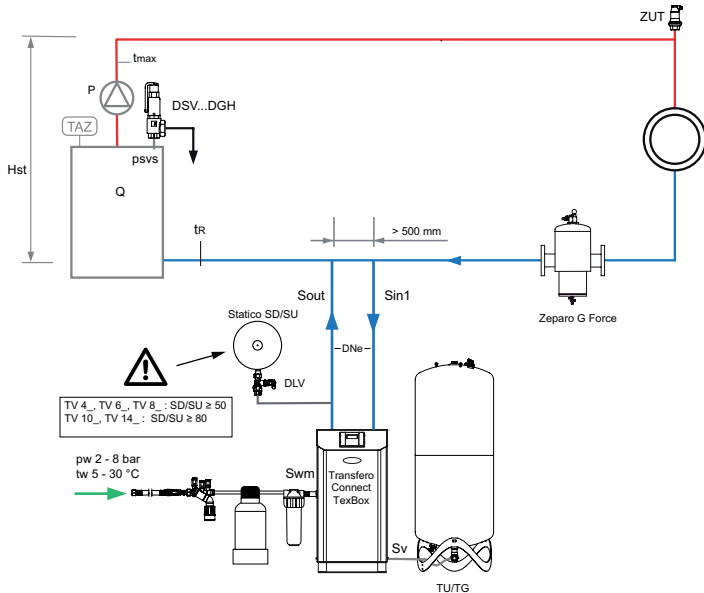 ZUT
tmax
P
DSV...DGH
TAZ
psvs
Hst
Q
tR
> 500 mm
Sout
Sin1
Zeparo G Force
Statico SD/SU
DNe
DLV
TV 4_, TV 6_, TV 8_ : SD/SU ≥ 50
TV 10_, TV 14_ : SD/SU ≥ 80
pw 2 - 8 bar
tw 5 - 30 °C
Swm
Transfero
Connect
TexBox
Sv
TU/TG